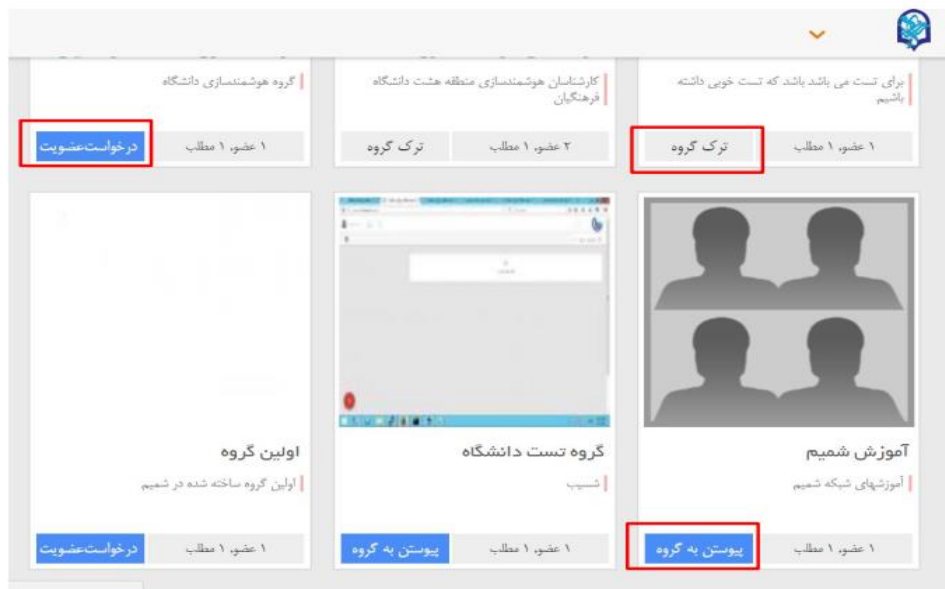 برای تست می باشد باشد که تست خوبی داشته
باشیم
۱ عضو، ۱ مطلب
ترک گروه
کارشناسان هوشمندسازی منطقه هشت دانشگاه
فرهنگیان
۲ عضو، ۱ مطلب
ترک گروه
گروه هوشمندسازی دانشگاه
۱ عضو، ۱ مطلب
درخواست‌عضویت
آموزش شمیم
آموزشهای شبکه شمیم
۱ عضو، ۱ مطلب
پیوستن به گروه
گروه تست دانشگاه
شسیب
۱ عضو، ۱ مطلب
پیوستن به گروه
اولین گروه
اولین گروه ساخته شده در شمیم
۱ عضو، ۱ مطلب
درخواست‌عضویت